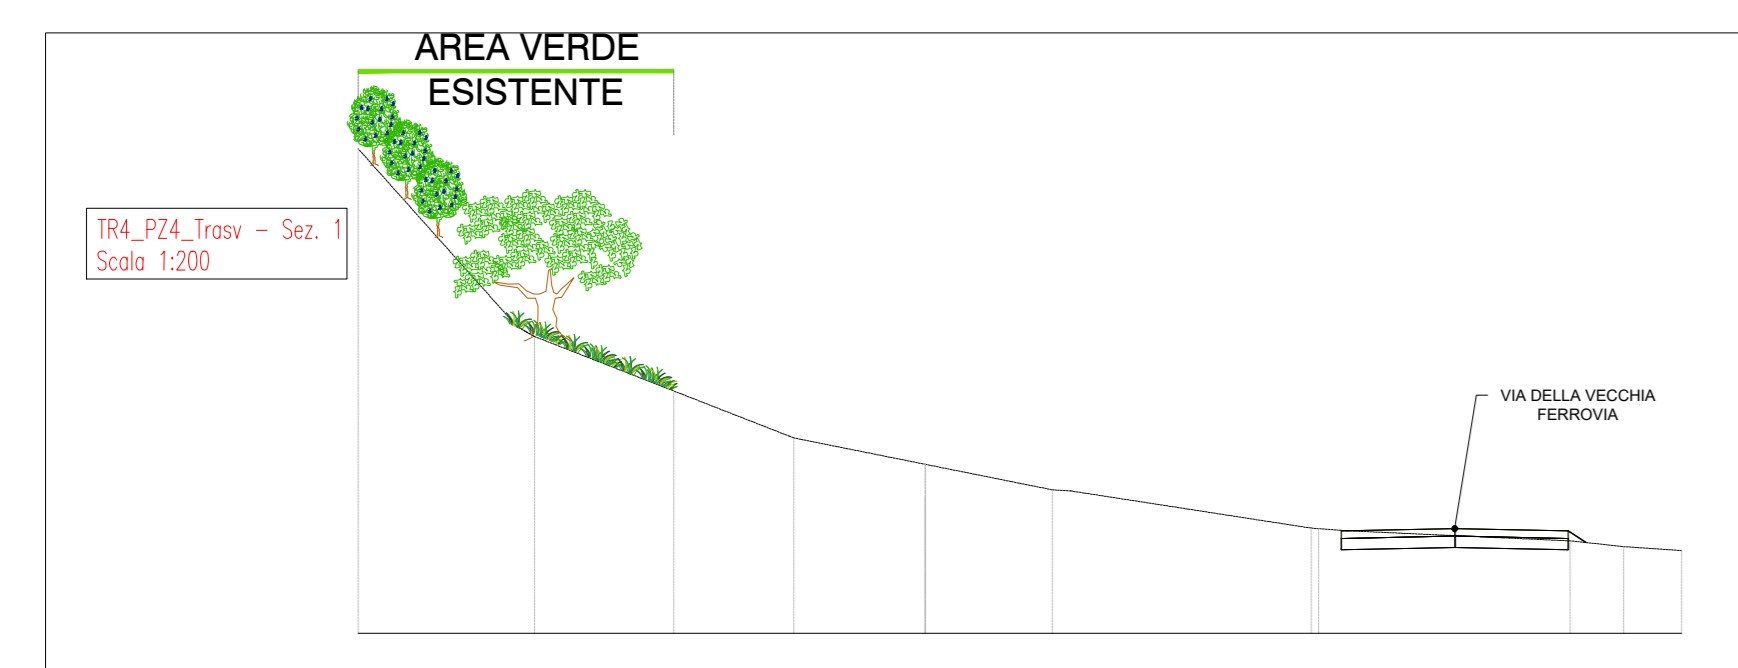 AREA VERDE
ESISTENTE
TR4_PZ4_Trasv – Sez. 1
Scala 1:200
VIA DELLA VECCHIA
FERROVIA